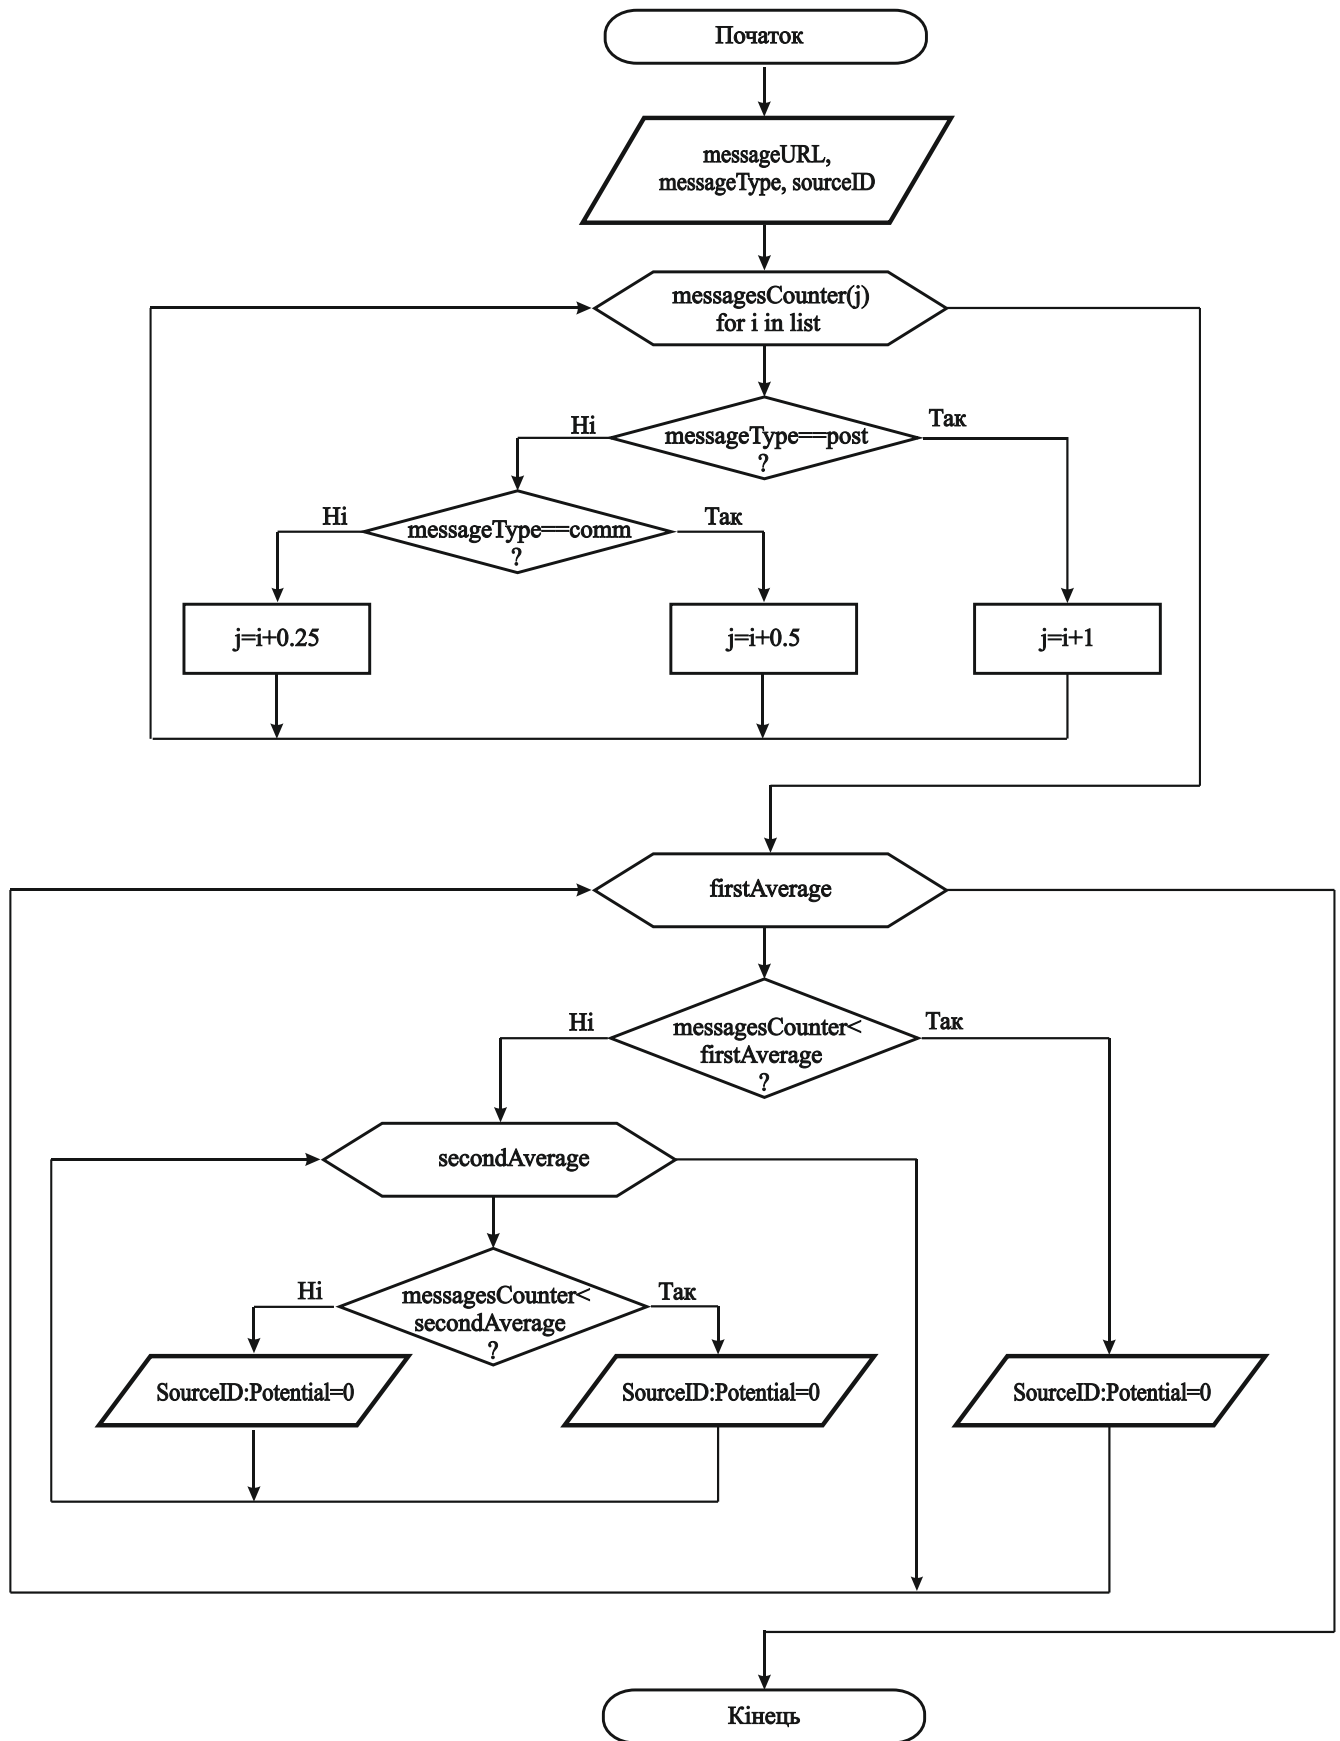 Початок
messageURL,
messageType, sourceID
messagesCounter(j)
for i in list
Ні
Так
messageType==post
?
Ні
Так
messageType==comm
?
j=i+0.25
j=i+0.5
j=i+1
firstAverage
Ні
Так
messagesCounter<
firstAverage
?
secondAverage
Ні
Так
messagesCounter<
secondAverage
?
SourceID:Potential=0
SourceID:Potential=0
SourceID:Potential=0
Кінець